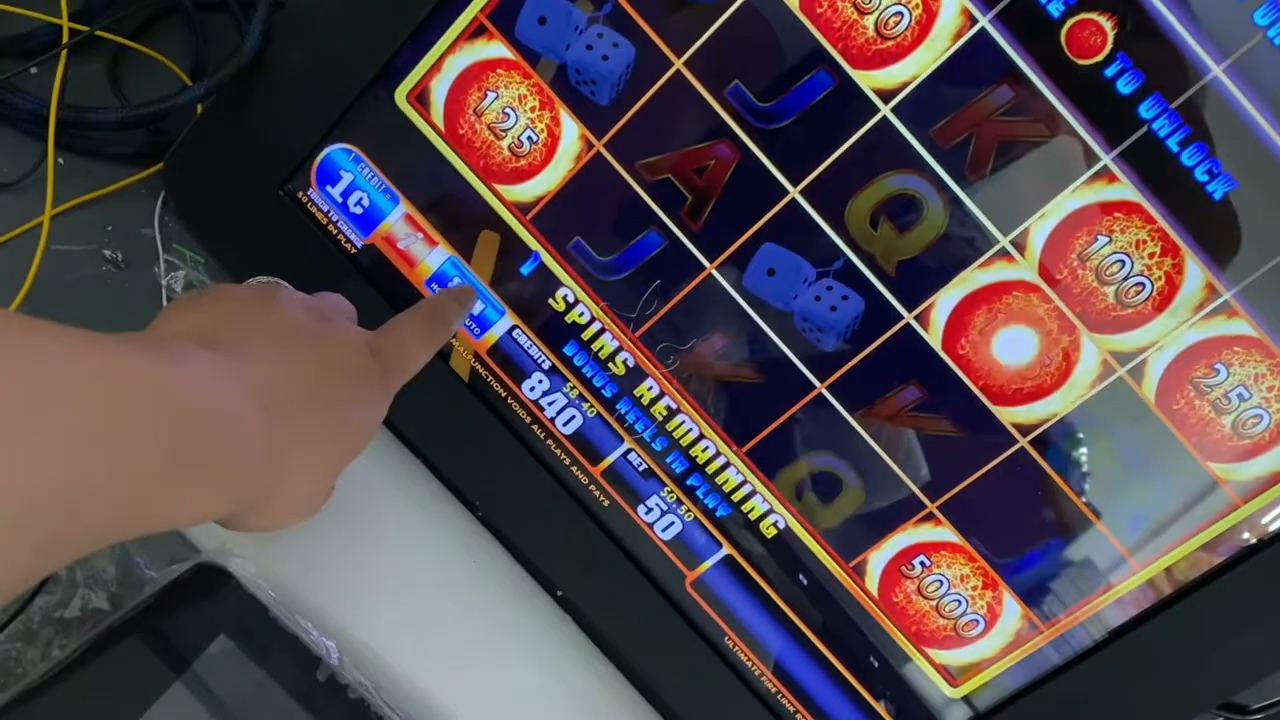 TO UNLOCK
50
125
J
K
A
Q
100
J
250
K
K
Q
5000
1 CREDIT =
1¢
TOUCH TO CHANGE
50 LINES IN PLAY
i
AUTO
1
SPINS REMAINING
BONUS REELS IN PLAY
CREDITS
$8.40
840
BET
$0.50
50
MALFUNCTION VOIDS ALL PLAYS AND PAYS
ULTIMATE FIRE LINK